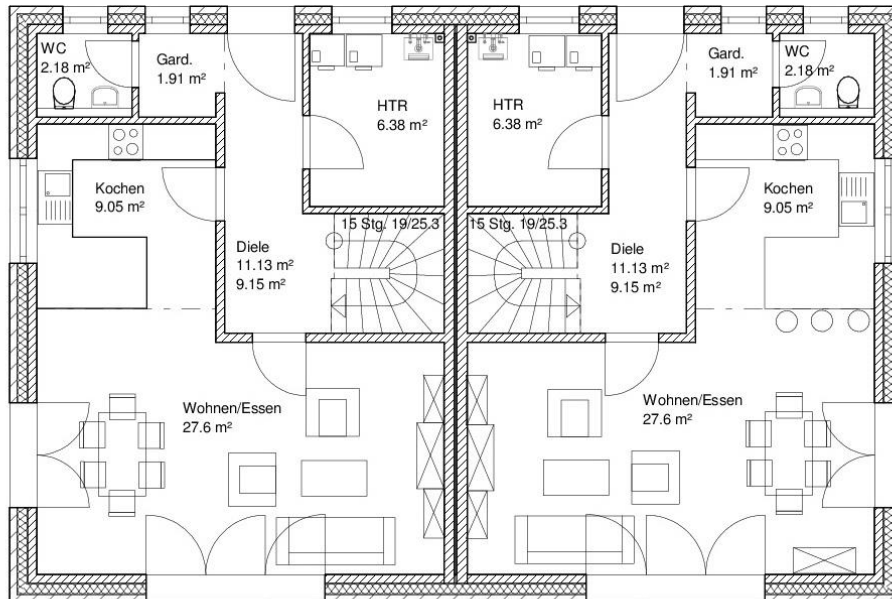 WC
2.18 m²
Gard.
1.91 m²
HTR
6.38 m²
Kochen
9.05 m²
15 Stg. 19/25.3
Diele
11.13 m²
9.15 m²
Wohnen/Essen
27.6 m²
HTR
6.38 m²
Gard.
1.91 m²
WC
2.18 m²
15 Stg. 19/25.3
Diele
11.13 m²
9.15 m²
Kochen
9.05 m²
Wohnen/Essen
27.6 m²